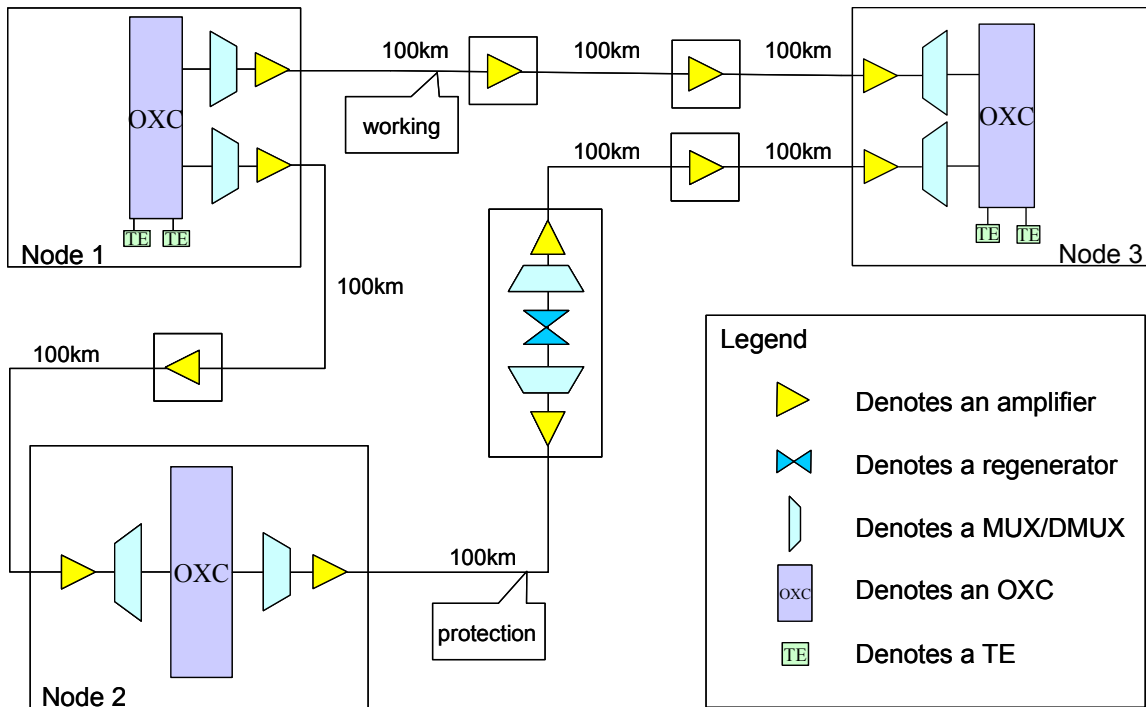 100km
100km
100km
OXC
working
OXC
100km
100km
TE TE
Node 1
TE TE
Node 3
100km
100km
Legend
Denotes an amplifier
Denotes a regenerator
Denotes a MUX/DMUX
OXC
100km
OXC
Denotes an OXC
protection
TE
Denotes a TE
Node 2